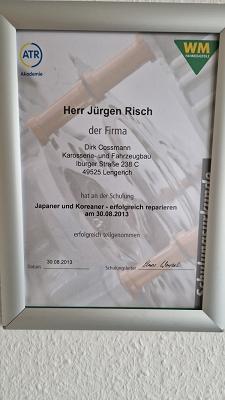 ATR
Akademie
WM
FAHRZEUGTEILE
Herr Jürgen Risch
der Firma
Dirk Cossmann
Karosserie- und Fahrzeugbau
Iburger Straße 238 C
49525 Lengerich
hat an der Schulung
Japaner und Koreaner - erfolgreich reparieren
am 30.08.2013
erfolgreich teilgenommen
Datum 30.08.2013 Schulungsleiter
Schulungsurkunde